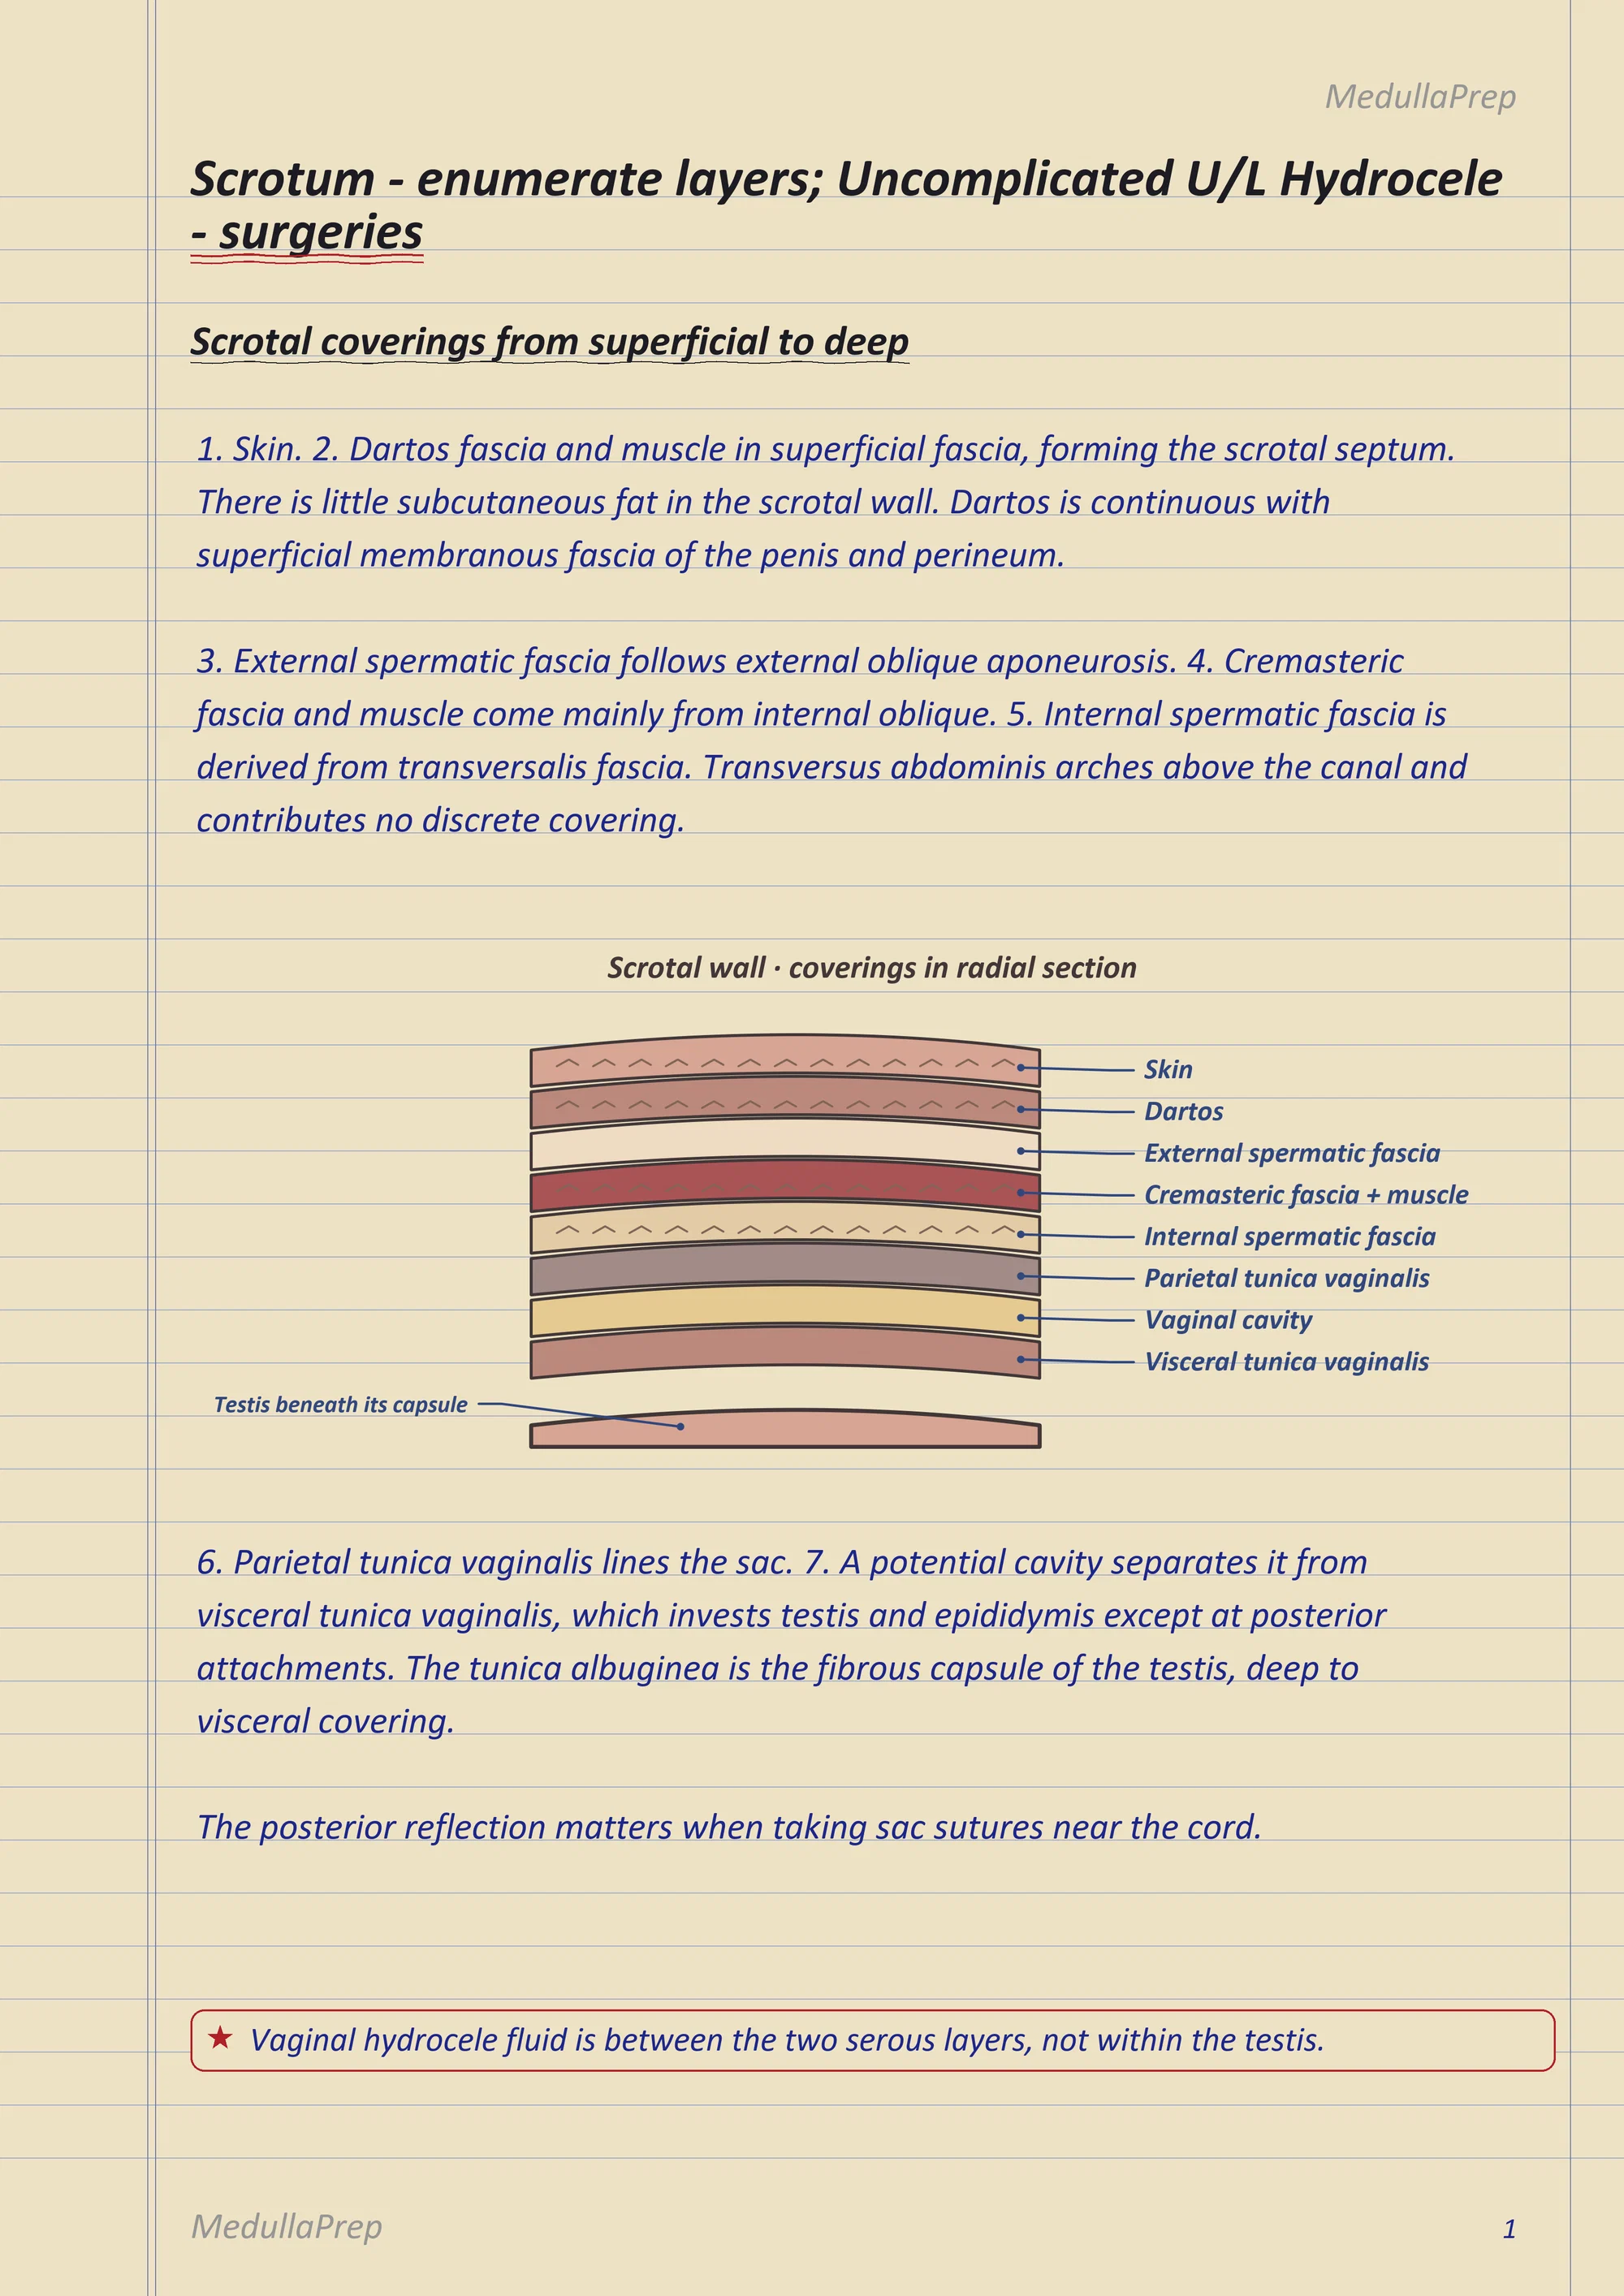 MedullaPrep
Scrotum - enumerate layers; Uncomplicated U/L Hydrocele
- surgeries
Scrotal coverings from superficial to deep
1. Skin. 2. Dartos fascia and muscle in superficial fascia, forming the scrotal septum.
There is little subcutaneous fat in the scrotal wall. Dartos is continuous with
superficial membranous fascia of the penis and perineum.
3. External spermatic fascia follows external oblique aponeurosis. 4. Cremasteric
fascia and muscle come mainly from internal oblique. 5. Internal spermatic fascia is
derived from transversalis fascia. Transversus abdominis arches above the canal and
contributes no discrete covering.
Scrotal wall · coverings in radial section
Skin
Dartos
External spermatic fascia
Cremasteric fascia + muscle
Internal spermatic fascia
Parietal tunica vaginalis
Vaginal cavity
Visceral tunica vaginalis
Testis beneath its capsule
6. Parietal tunica vaginalis lines the sac. 7. A potential cavity separates it from
visceral tunica vaginalis, which invests testis and epididymis except at posterior
attachments. The tunica albuginea is the fibrous capsule of the testis, deep to
visceral covering.
The posterior reflection matters when taking sac sutures near the cord.
★ Vaginal hydrocele fluid is between the two serous layers, not within the testis.
MedullaPrep
1